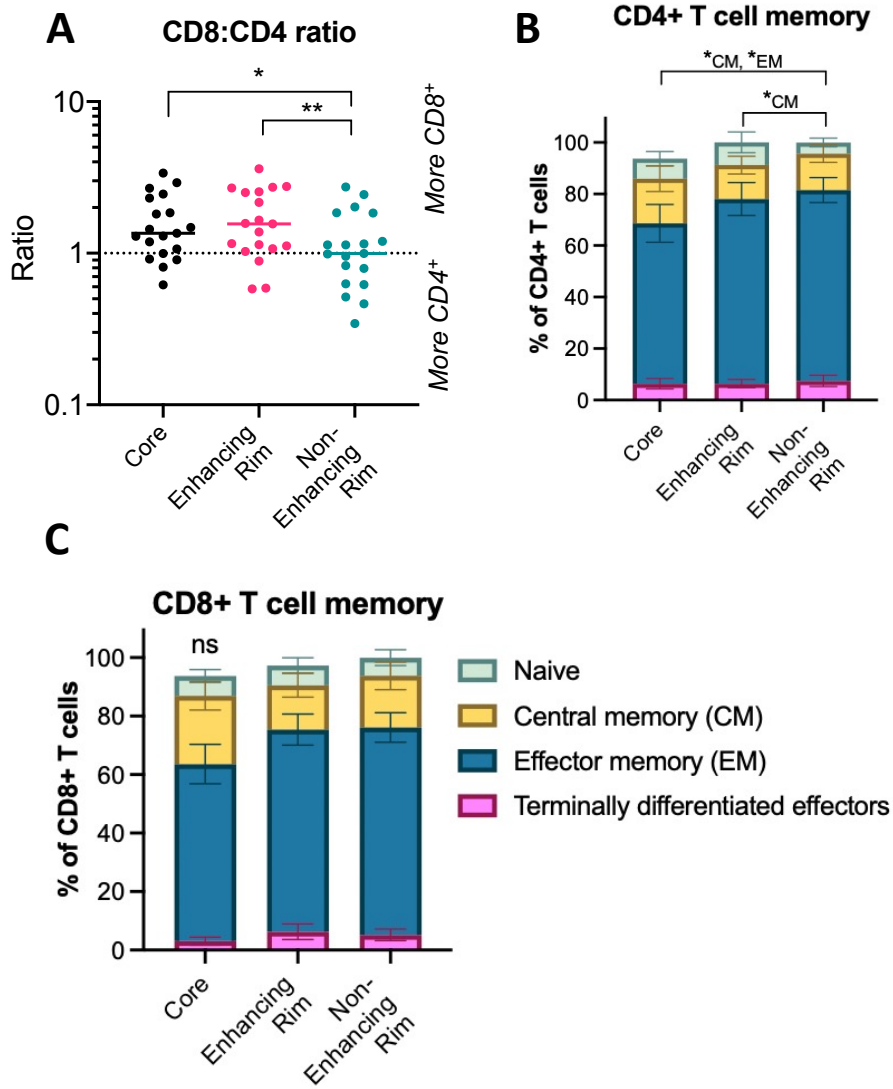 A
CD8:CD4 ratio
*
**
10
1
0.1
Ratio
More CD8+
More CD4+
Core
Enhancing
Rim
Non-
Enhancing
Rim
B
CD4+ T cell memory
*CM, *EM
*CM
100
80
60
40
20
0
% of CD4+ T cells
Core
Enhancing
Rim
Non-
Enhancing
Rim
C
CD8+ T cell memory
ns
100
80
60
40
20
0
% of CD8+ T cells
Core
Enhancing
Rim
Non-
Enhancing
Rim
Naive
Central memory (CM)
Effector memory (EM)
Terminally differentiated effectors